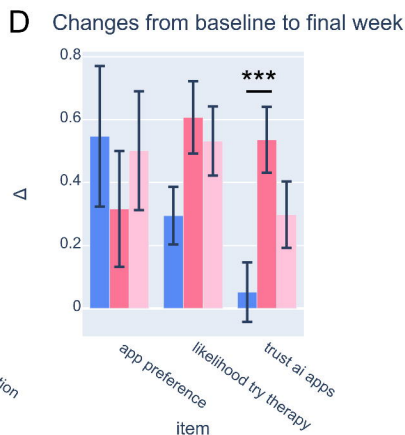 D Changes from baseline to final week
0.8
***
0.6
Δ
0.4
0.2
0
app preference
likelihood try therapy
trust ai apps
item